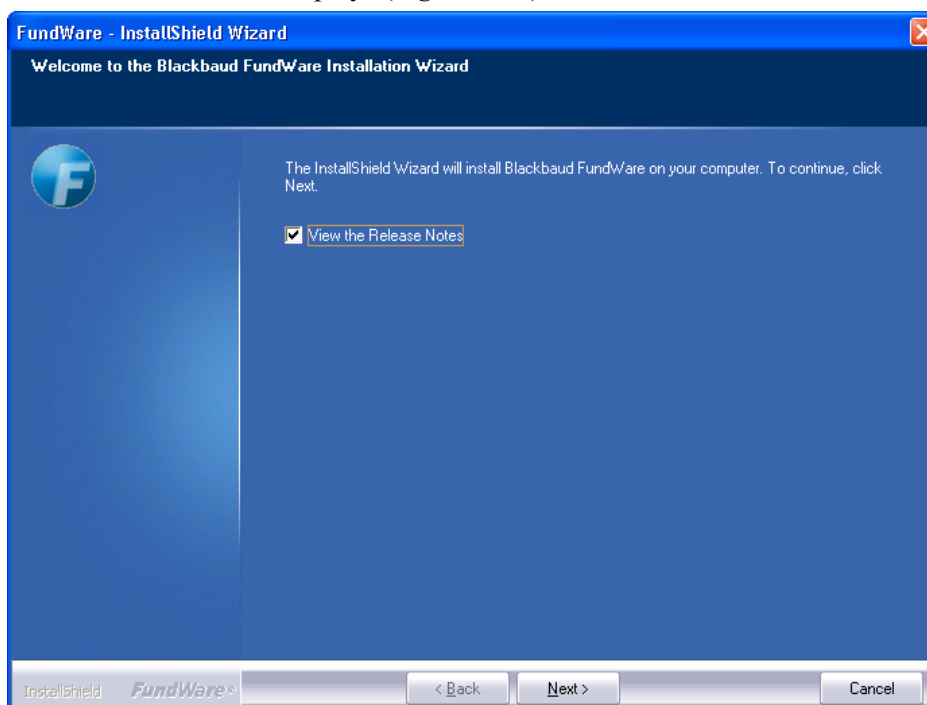 FundWare - InstallShield Wizard
Welcome to the Blackbaud FundWare Installation Wizard
F
The InstallShield Wizard will install Blackbaud FundWare on your computer. To continue, click
Next.
View the Release Notes
InstallShield FundWare® < Back Next > Cancel